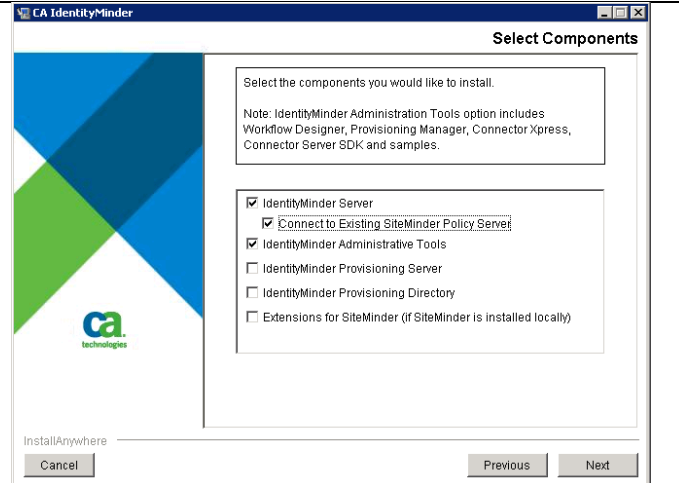 CA IdentityMinder
Select Components
Select the components you would like to install.
Note: IdentityMinder Administration Tools option includes
Workflow Designer, Provisioning Manager, Connector Xpress,
Connector Server SDK and samples.
IdentityMinder Server
Connect to Existing SiteMinder Policy Server
IdentityMinder Administrative Tools
IdentityMinder Provisioning Server
IdentityMinder Provisioning Directory
Extensions for SiteMinder (if SiteMinder is installed locally)
ca
technologies
InstallAnywhere
Cancel
Previous
Next